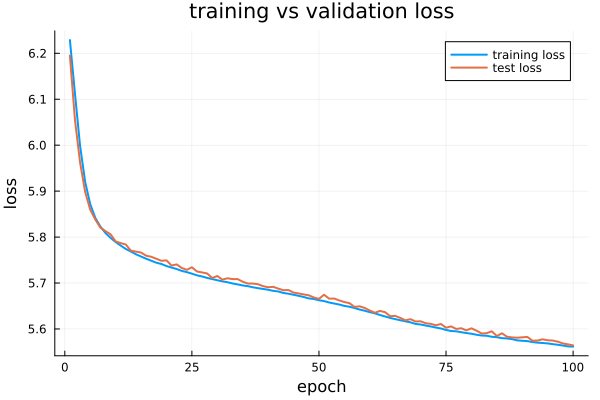 training vs validation loss
training loss
test loss
loss
6.2
6.1
6.0
5.9
5.8
5.7
5.6
0
25
50
75
100
epoch